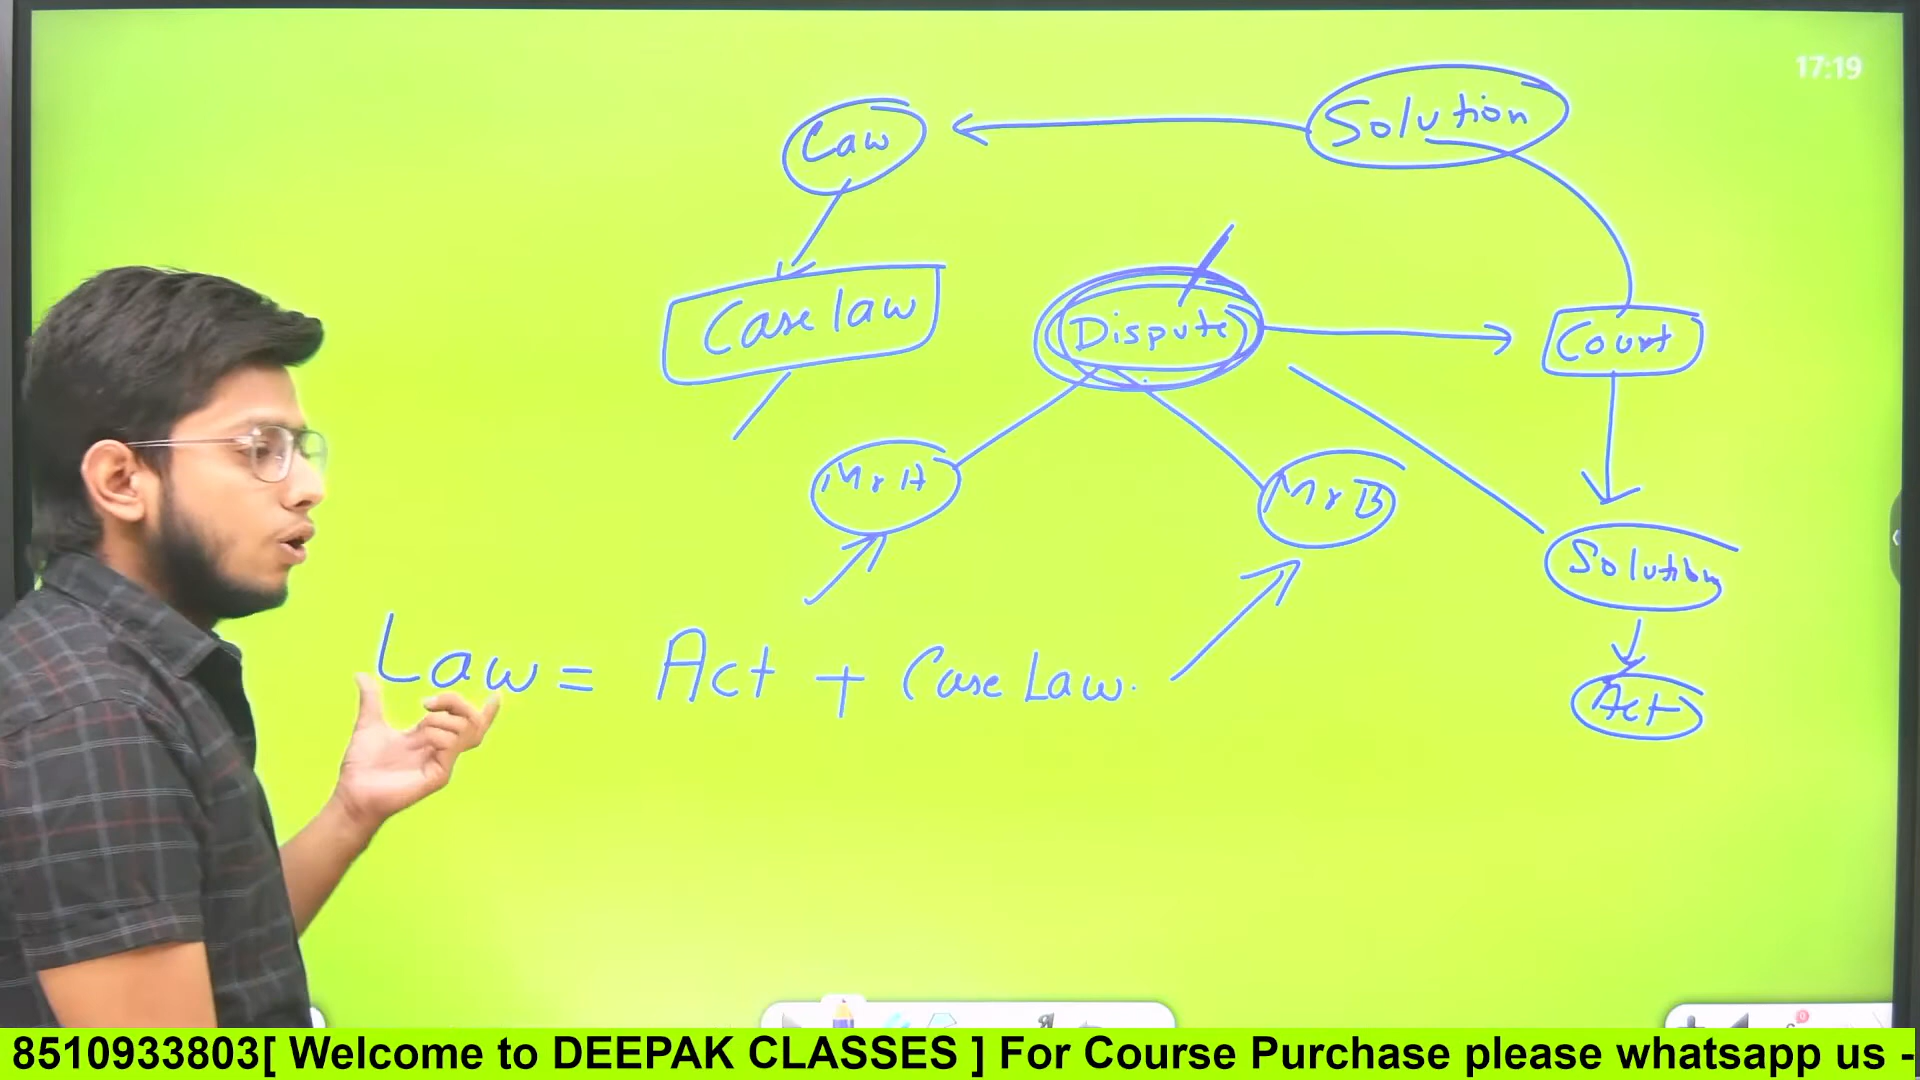 17:19
Solution
Law
Case law
Dispute
Court
Mr A
Mr B
Solution
Law = Act + Case Law.
Act
8510933803[ Welcome to DEEPAK CLASSES ] For Course Purchase please whatsapp us -